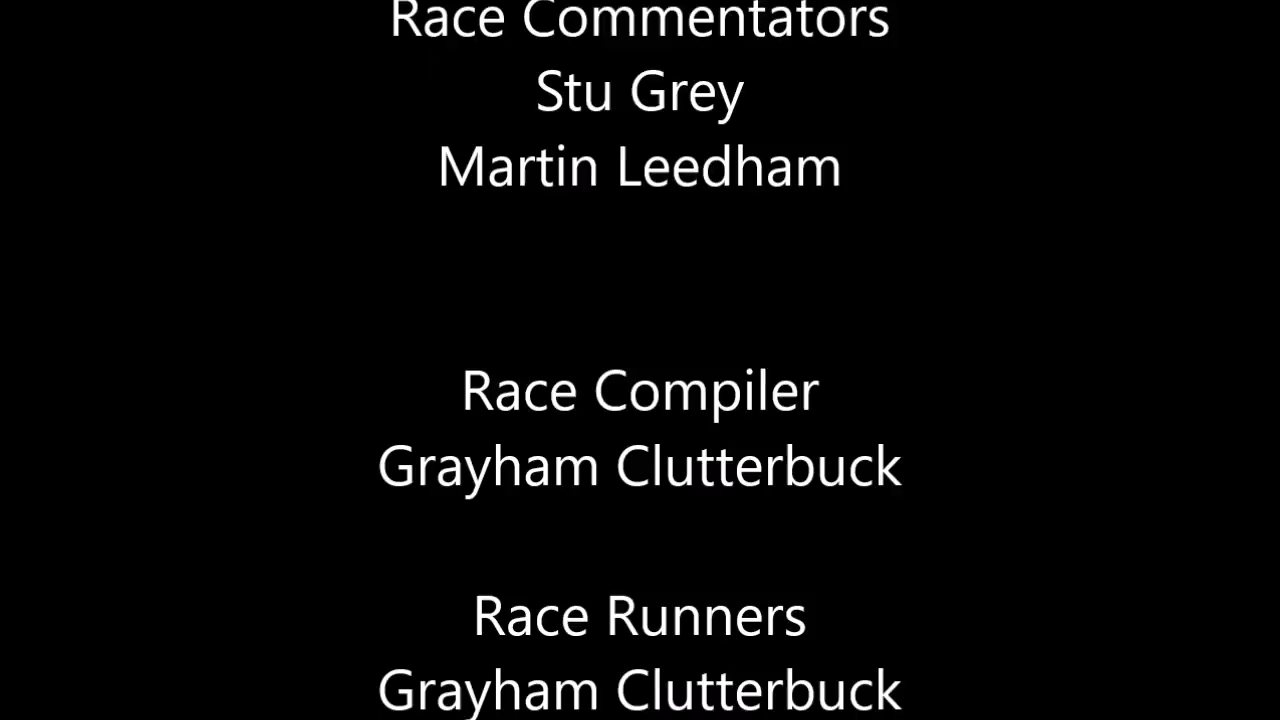 Race Commentators
Stu Grey
Martin Leedham
Race Compiler
Grayham Clutterbuck
Race Runners
Grayham Clutterbuck